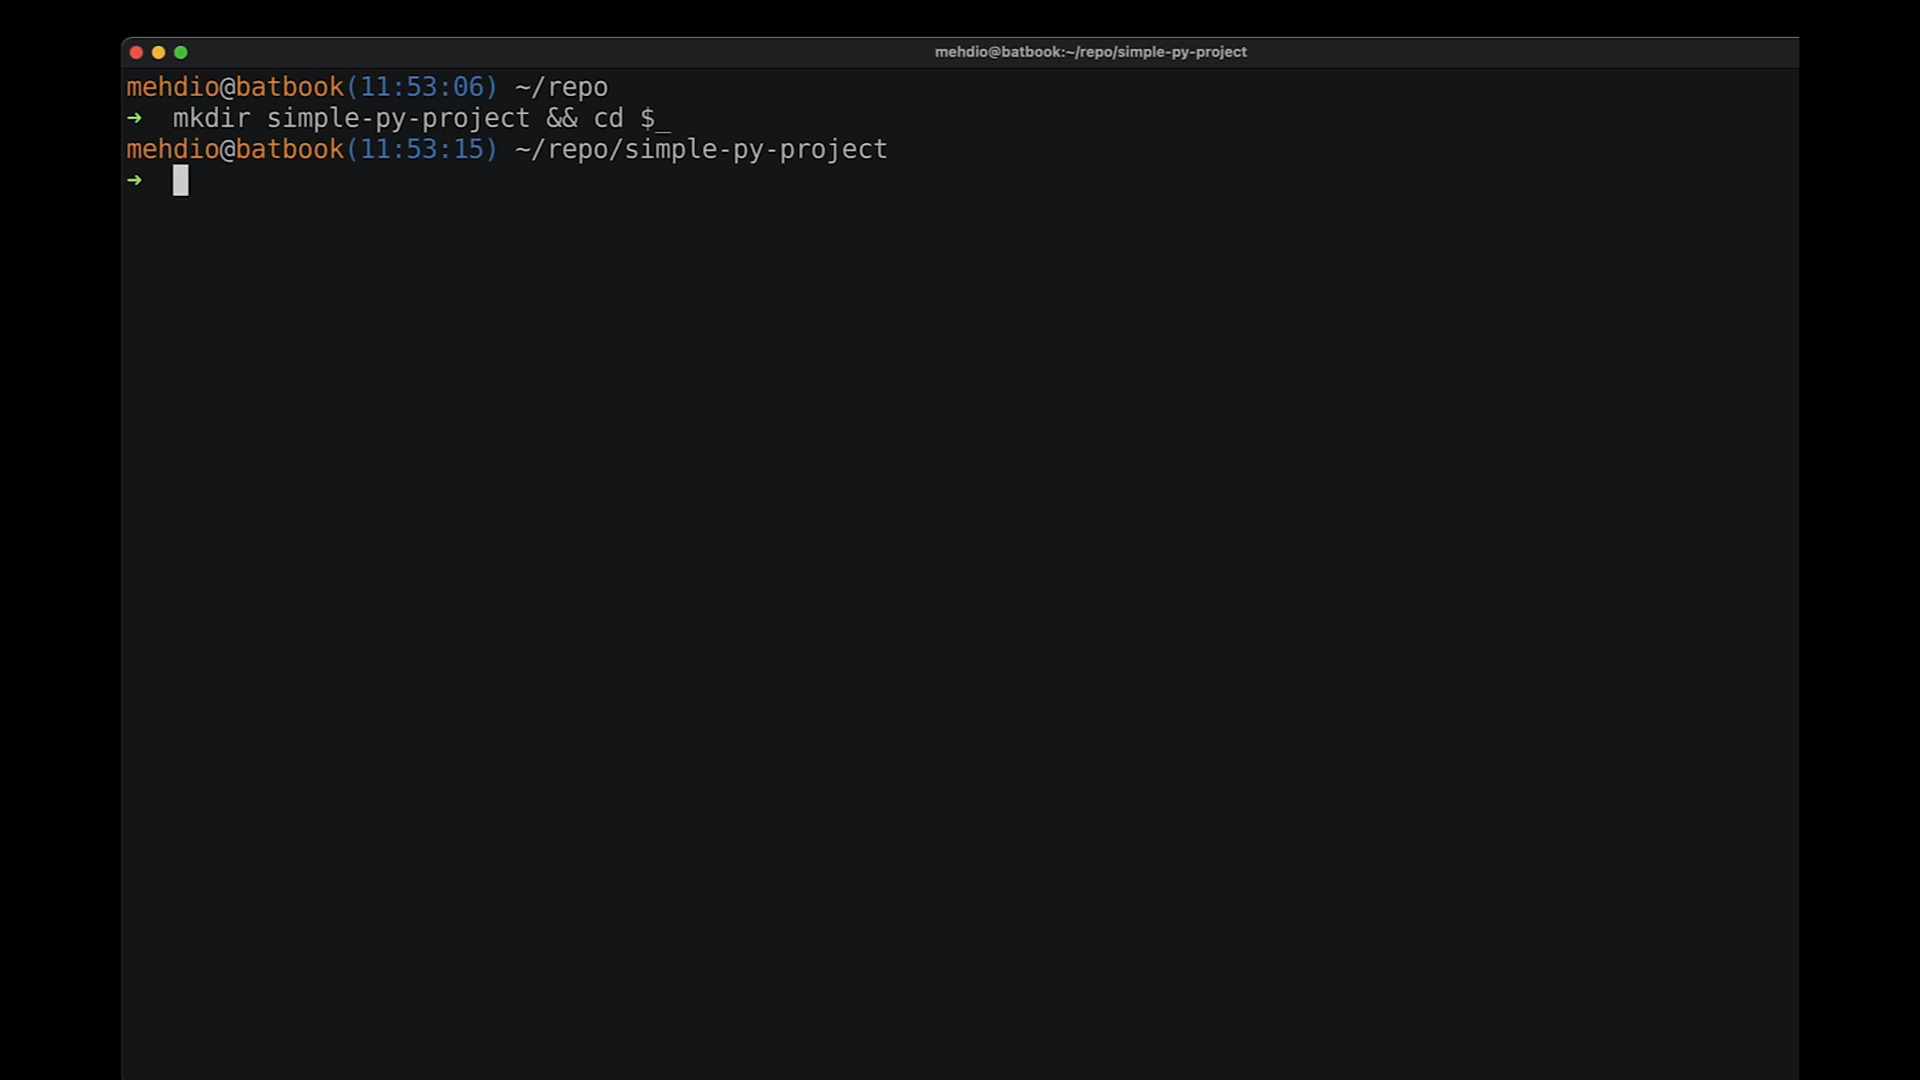 mehdio@batbook:~/repo/simple-py-project
mehdio@batbook(11:53:06) ~/repo
➜ mkdir simple-py-project && cd $_
mehdio@batbook(11:53:15) ~/repo/simple-py-project
➜